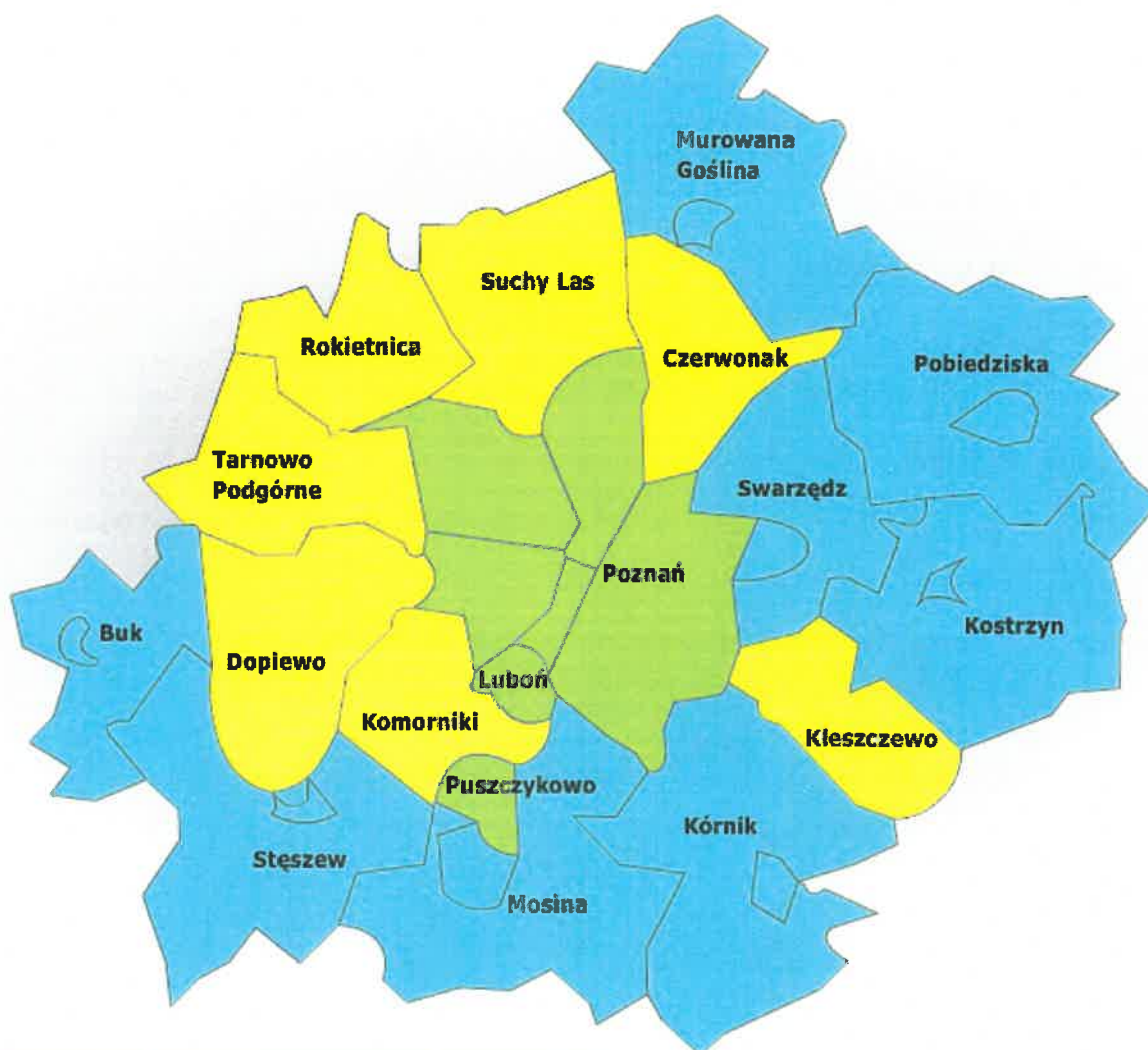 Murowana
Goślina
Suchy Las
Rokietnica
Czerwonak
Pobiedziska
Tarnowo
Podgórne
Swarzędz
Poznań
Buk
Kostrzyn
Dopiewo
Luboń
Komorniki
Kleszczewo
Puszczykowo
Kórnik
Stęszew
Mosina